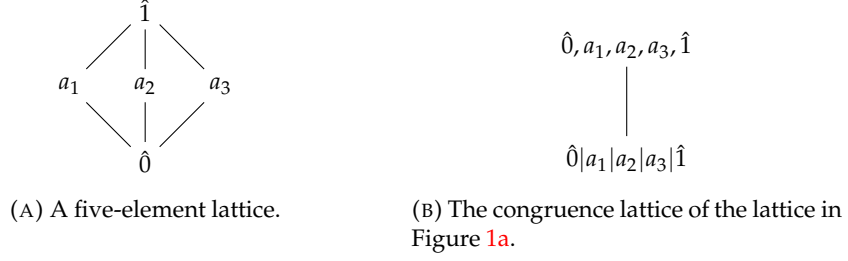 1̂
a₁ a₂ a₃
0̂
(A) A five-element lattice.
0̂, a₁, a₂, a₃, 1̂
0̂|a₁|a₂|a₃|1̂
(B) The congruence lattice of the lattice in
Figure 1a.